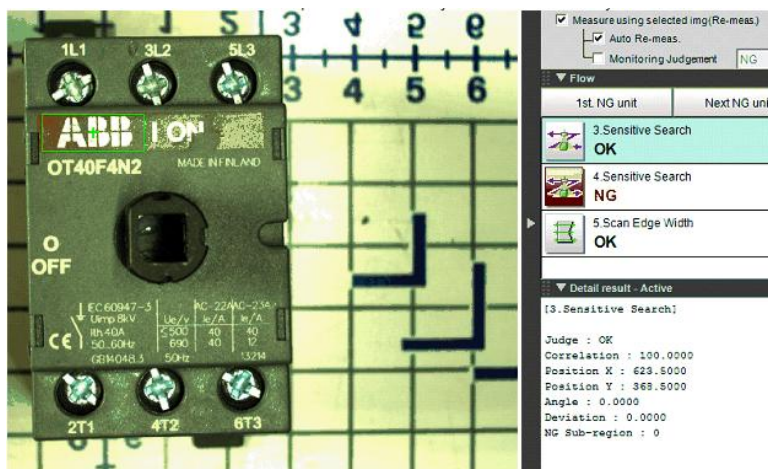 1L1 3L2 5L3
3 4 5 6
3 4 5 6
ABB I ON
OT40F4N2 MADE IN FINLAND
O
OFF
EC 60947-3
Uimp 8kV
Ith 40A
50...60Hz
GB14048.3
CE
Ue/v AC-22A Ie/A AC-23A Ie/A
≤500 40 40
690 40 12
50Hz 13214
2T1 4T2 6T3
Measure using selected img(Re-meas.)
Auto Re-meas.
Monitoring Judgement NG
Flow
1st. NG unit Next NG uni
3.Sensitive Search
OK
4.Sensitive Search
NG
5.Scan Edge Width
OK
Detail result - Active
[3.Sensitive Search]
Judge : OK
Correlation : 100.0000
Position X : 623.5000
Position Y : 368.5000
Angle : 0.0000
Deviation : 0.0000
NG Sub-region : 0